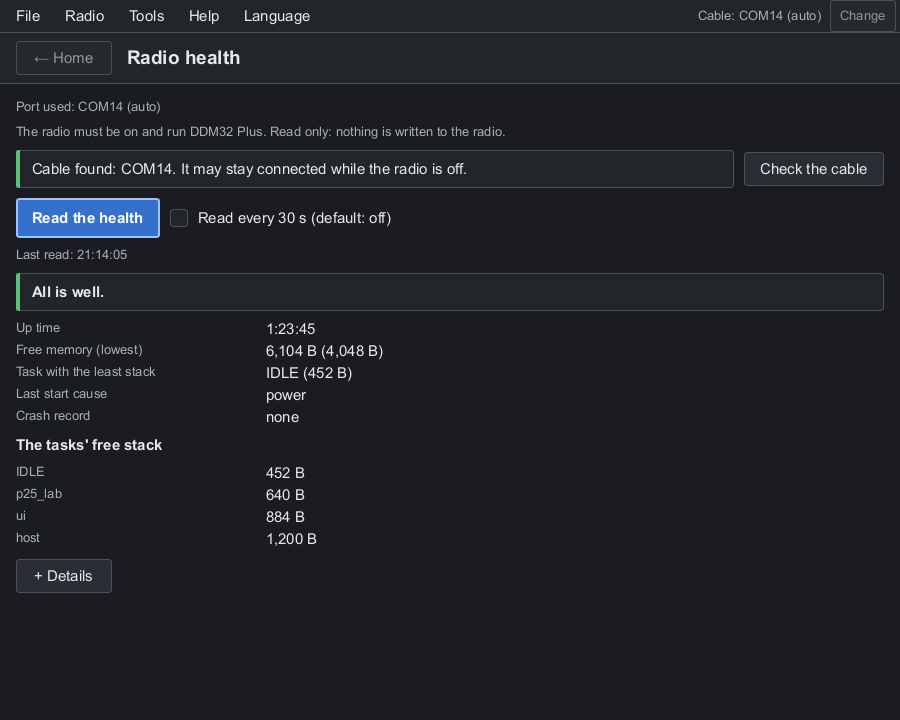 File Radio Tools Help Language Cable: COM14 (auto) Change
← Home Radio health
Port used: COM14 (auto)
The radio must be on and run DDM32 Plus. Read only: nothing is written to the radio.
Cable found: COM14. It may stay connected while the radio is off. Check the cable
Read the health Read every 30 s (default: off)
Last read: 21:14:05
All is well.
Up time 1:23:45
Free memory (lowest) 6,104 B (4,048 B)
Task with the least stack IDLE (452 B)
Last start cause power
Crash record none
The tasks' free stack
IDLE 452 B
p25_lab 640 B
ui 884 B
host 1,200 B
+ Details